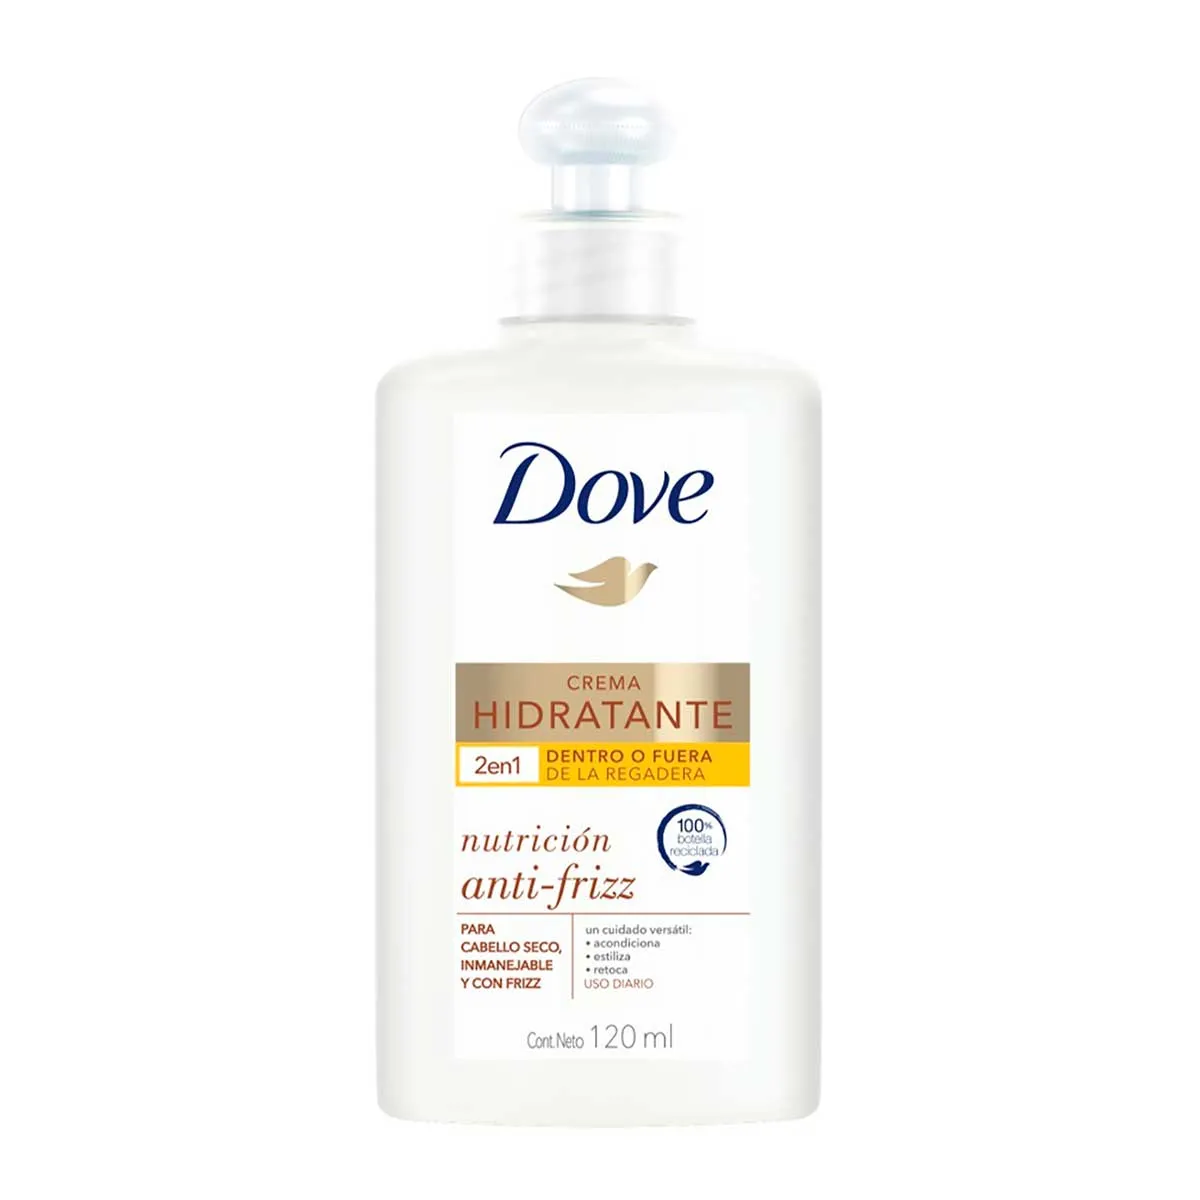 Dove
CREMA
HIDRATANTE
2en1
DENTRO O FUERA
DE LA REGADERA
nutrición
anti-frizz
100%
botella
reciclada
PARA
CABELLO SECO,
INMANEJABLE
Y CON FRIZZ
un cuidado versátil:
• acondiciona
• estiliza
• retoca
USO DIARIO
Cont. Neto 120 ml